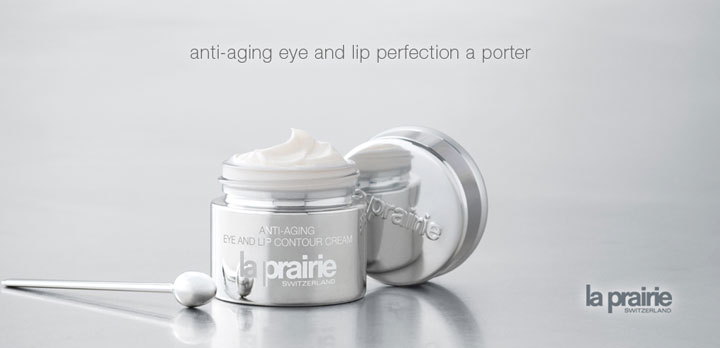 anti-aging eye and lip perfection a porter
la prairie
ANTI-AGING
EYE AND LIP CONTOUR CREAM
la prairie
SWITZERLAND
la prairie
SWITZERLAND